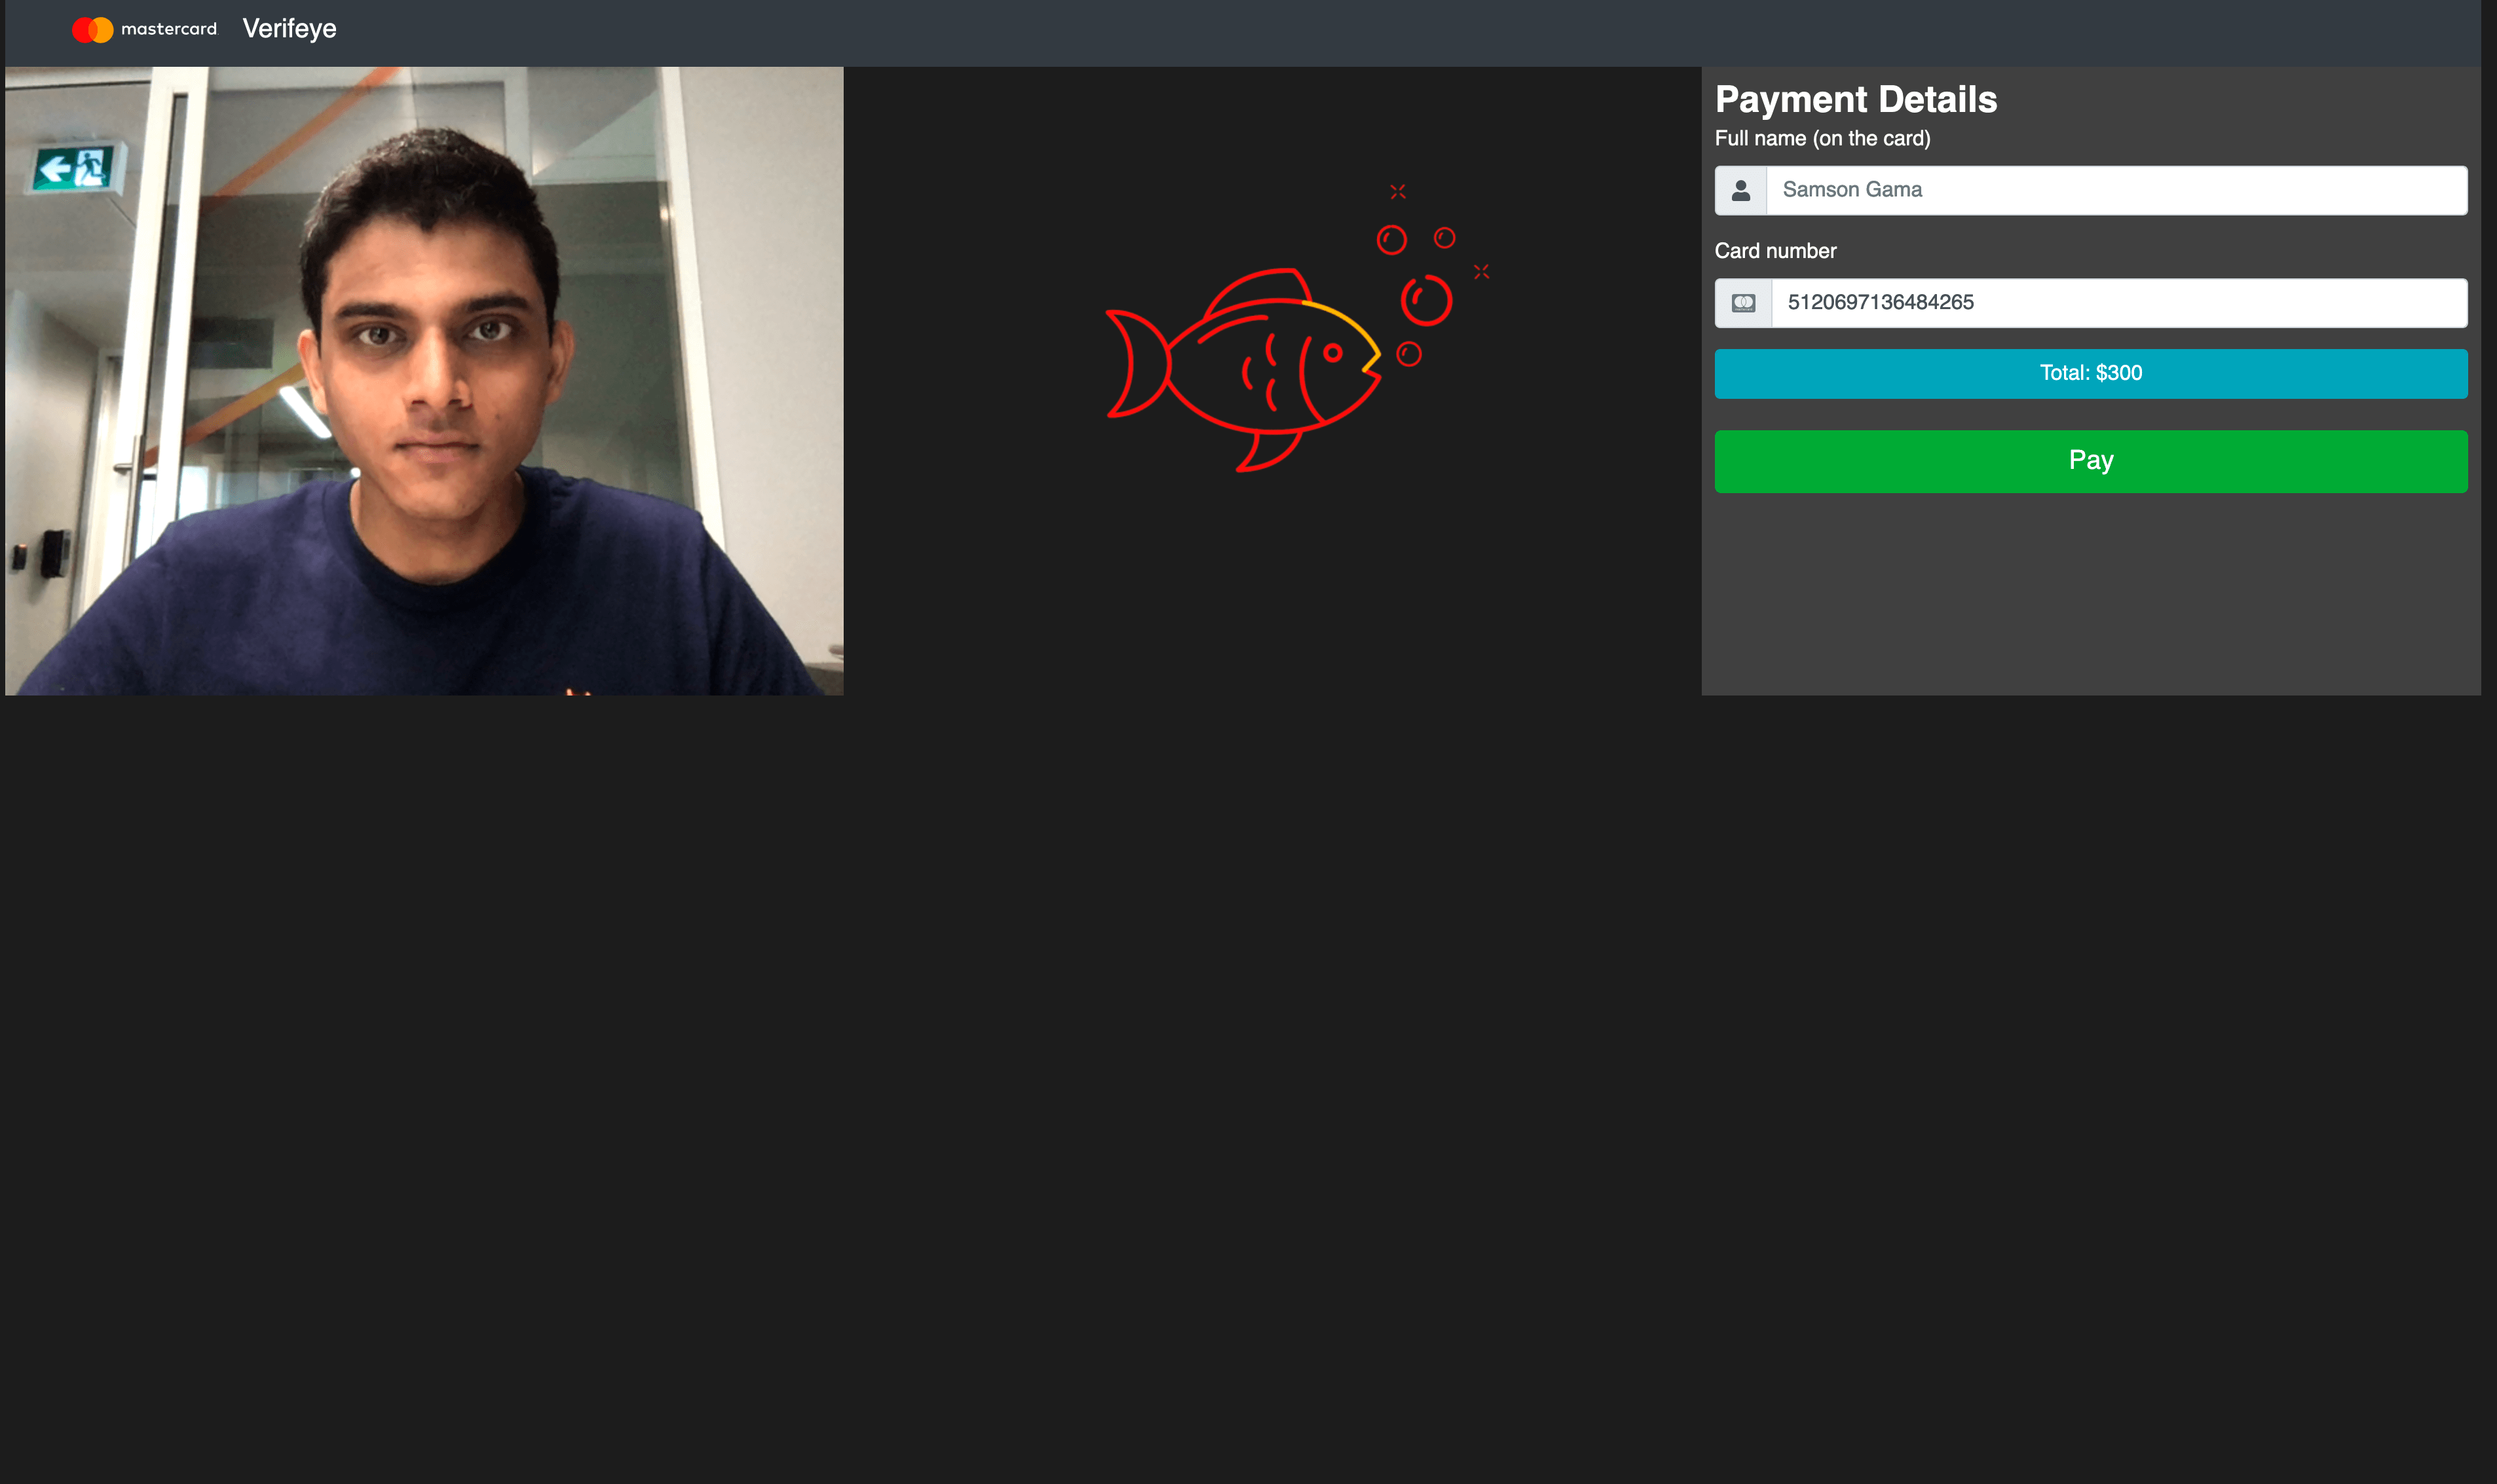 mastercard Verifeye
Payment Details
Full name (on the card)
Samson Gama
Card number
5120697136484265
Total: $300
Pay